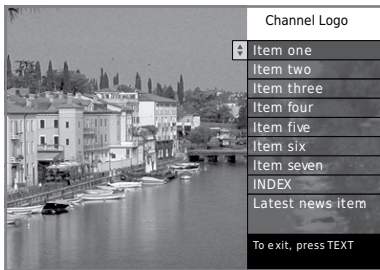 Channel Logo
Item one
Item two
Item three
Item four
Item five
Item six
Item seven
INDEX
Latest news item
To exit, press TEXT